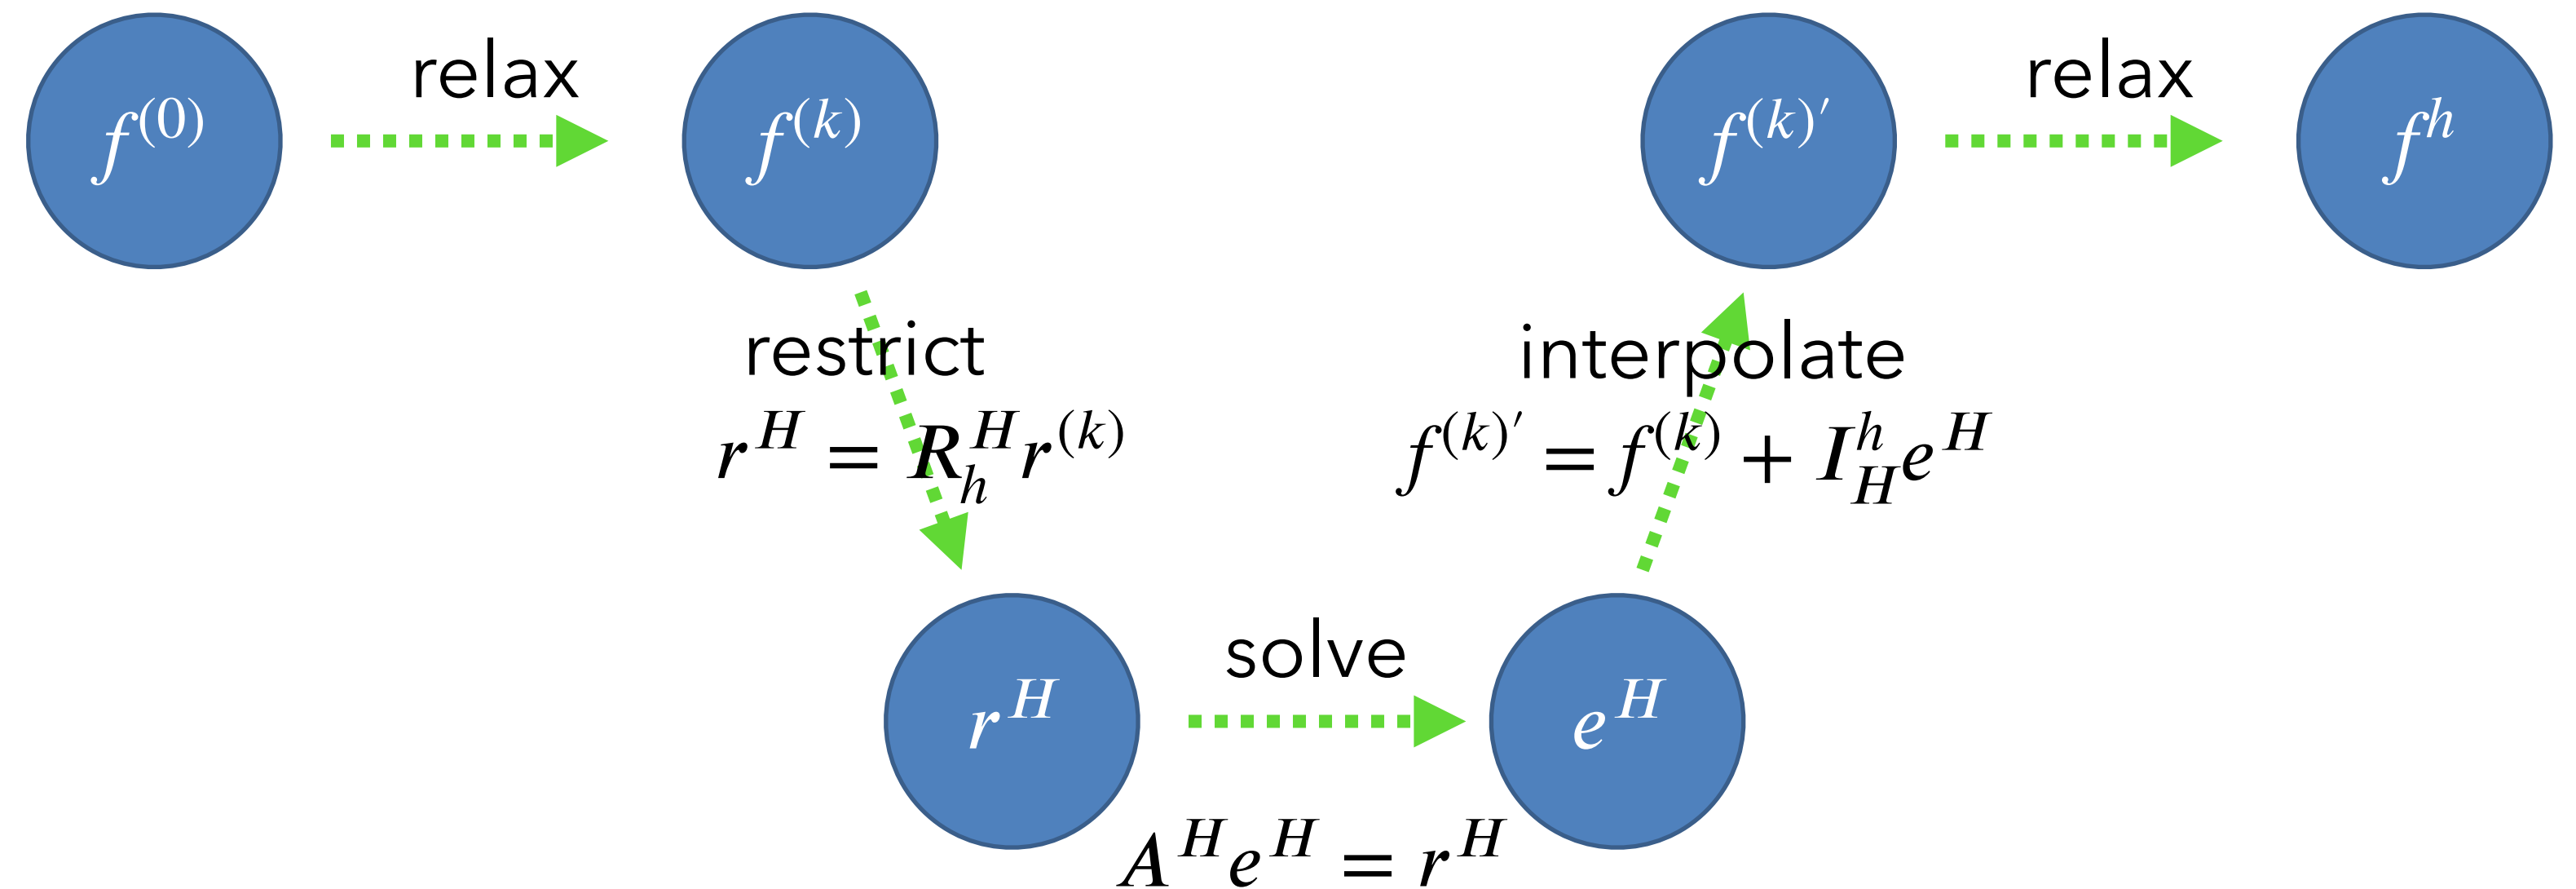 f^{(0)}
relax
f^{(k)}
restrict
r^H = R_h^H r^{(k)}
r^H
solve
A^H e^H = r^H
e^H
interpolate
f^{(k)′} = f^{(k)} + I_H^h e^H
f^{(k)′}
relax
f^h